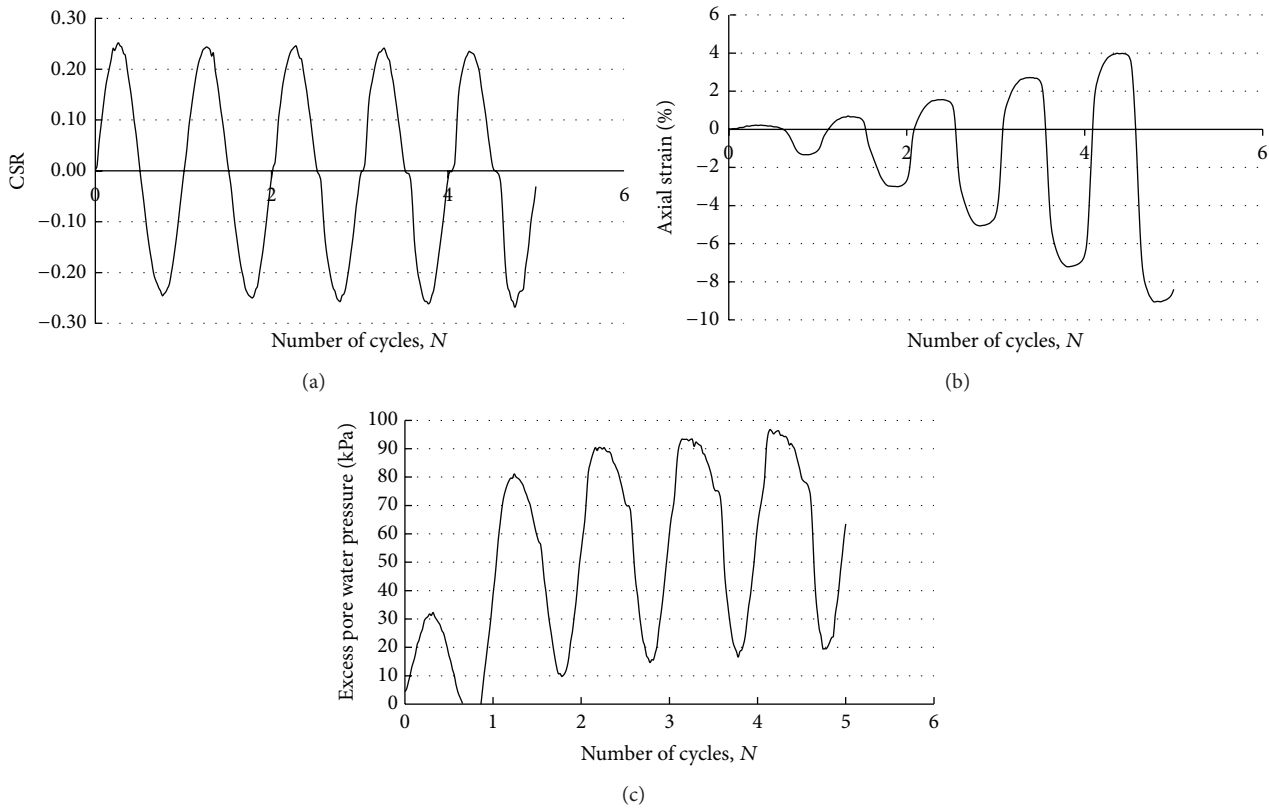 0.30
0.20
0.10
0.00
−0.10
−0.20
−0.30
CSR
0 2 4 6
Number of cycles, N
(a)
6
4
2
0
−2
−4
−6
−8
−10
Axial strain (%)
0 2 4 6
Number of cycles, N
(b)
100
90
80
70
60
50
40
30
20
10
0
Excess pore water pressure (kPa)
0 1 2 3 4 5 6
Number of cycles, N
(c)